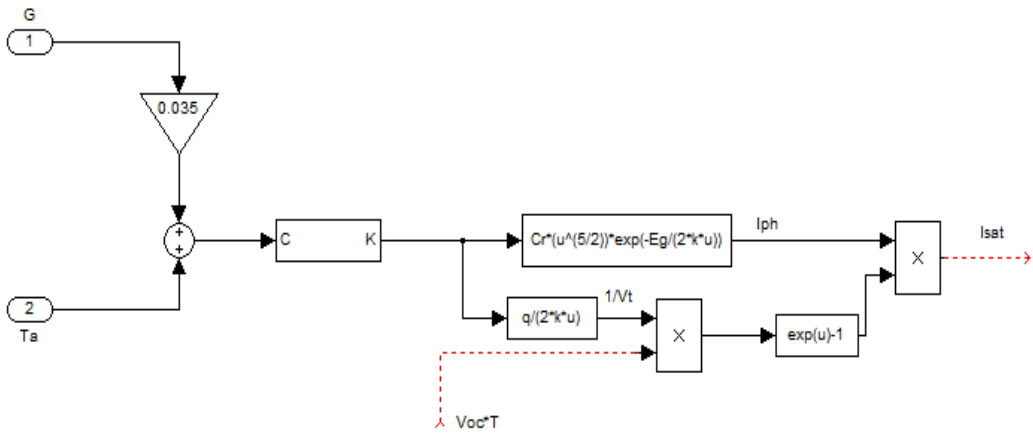 G
1
0.035
+
+
C K
Cr*(u^(5/2))*exp(-Eg/(2*k*u))
Iph
X
Isat
2
Ta
q/(2*k*u)
1/Vt
X
exp(u)-1
Voc*T